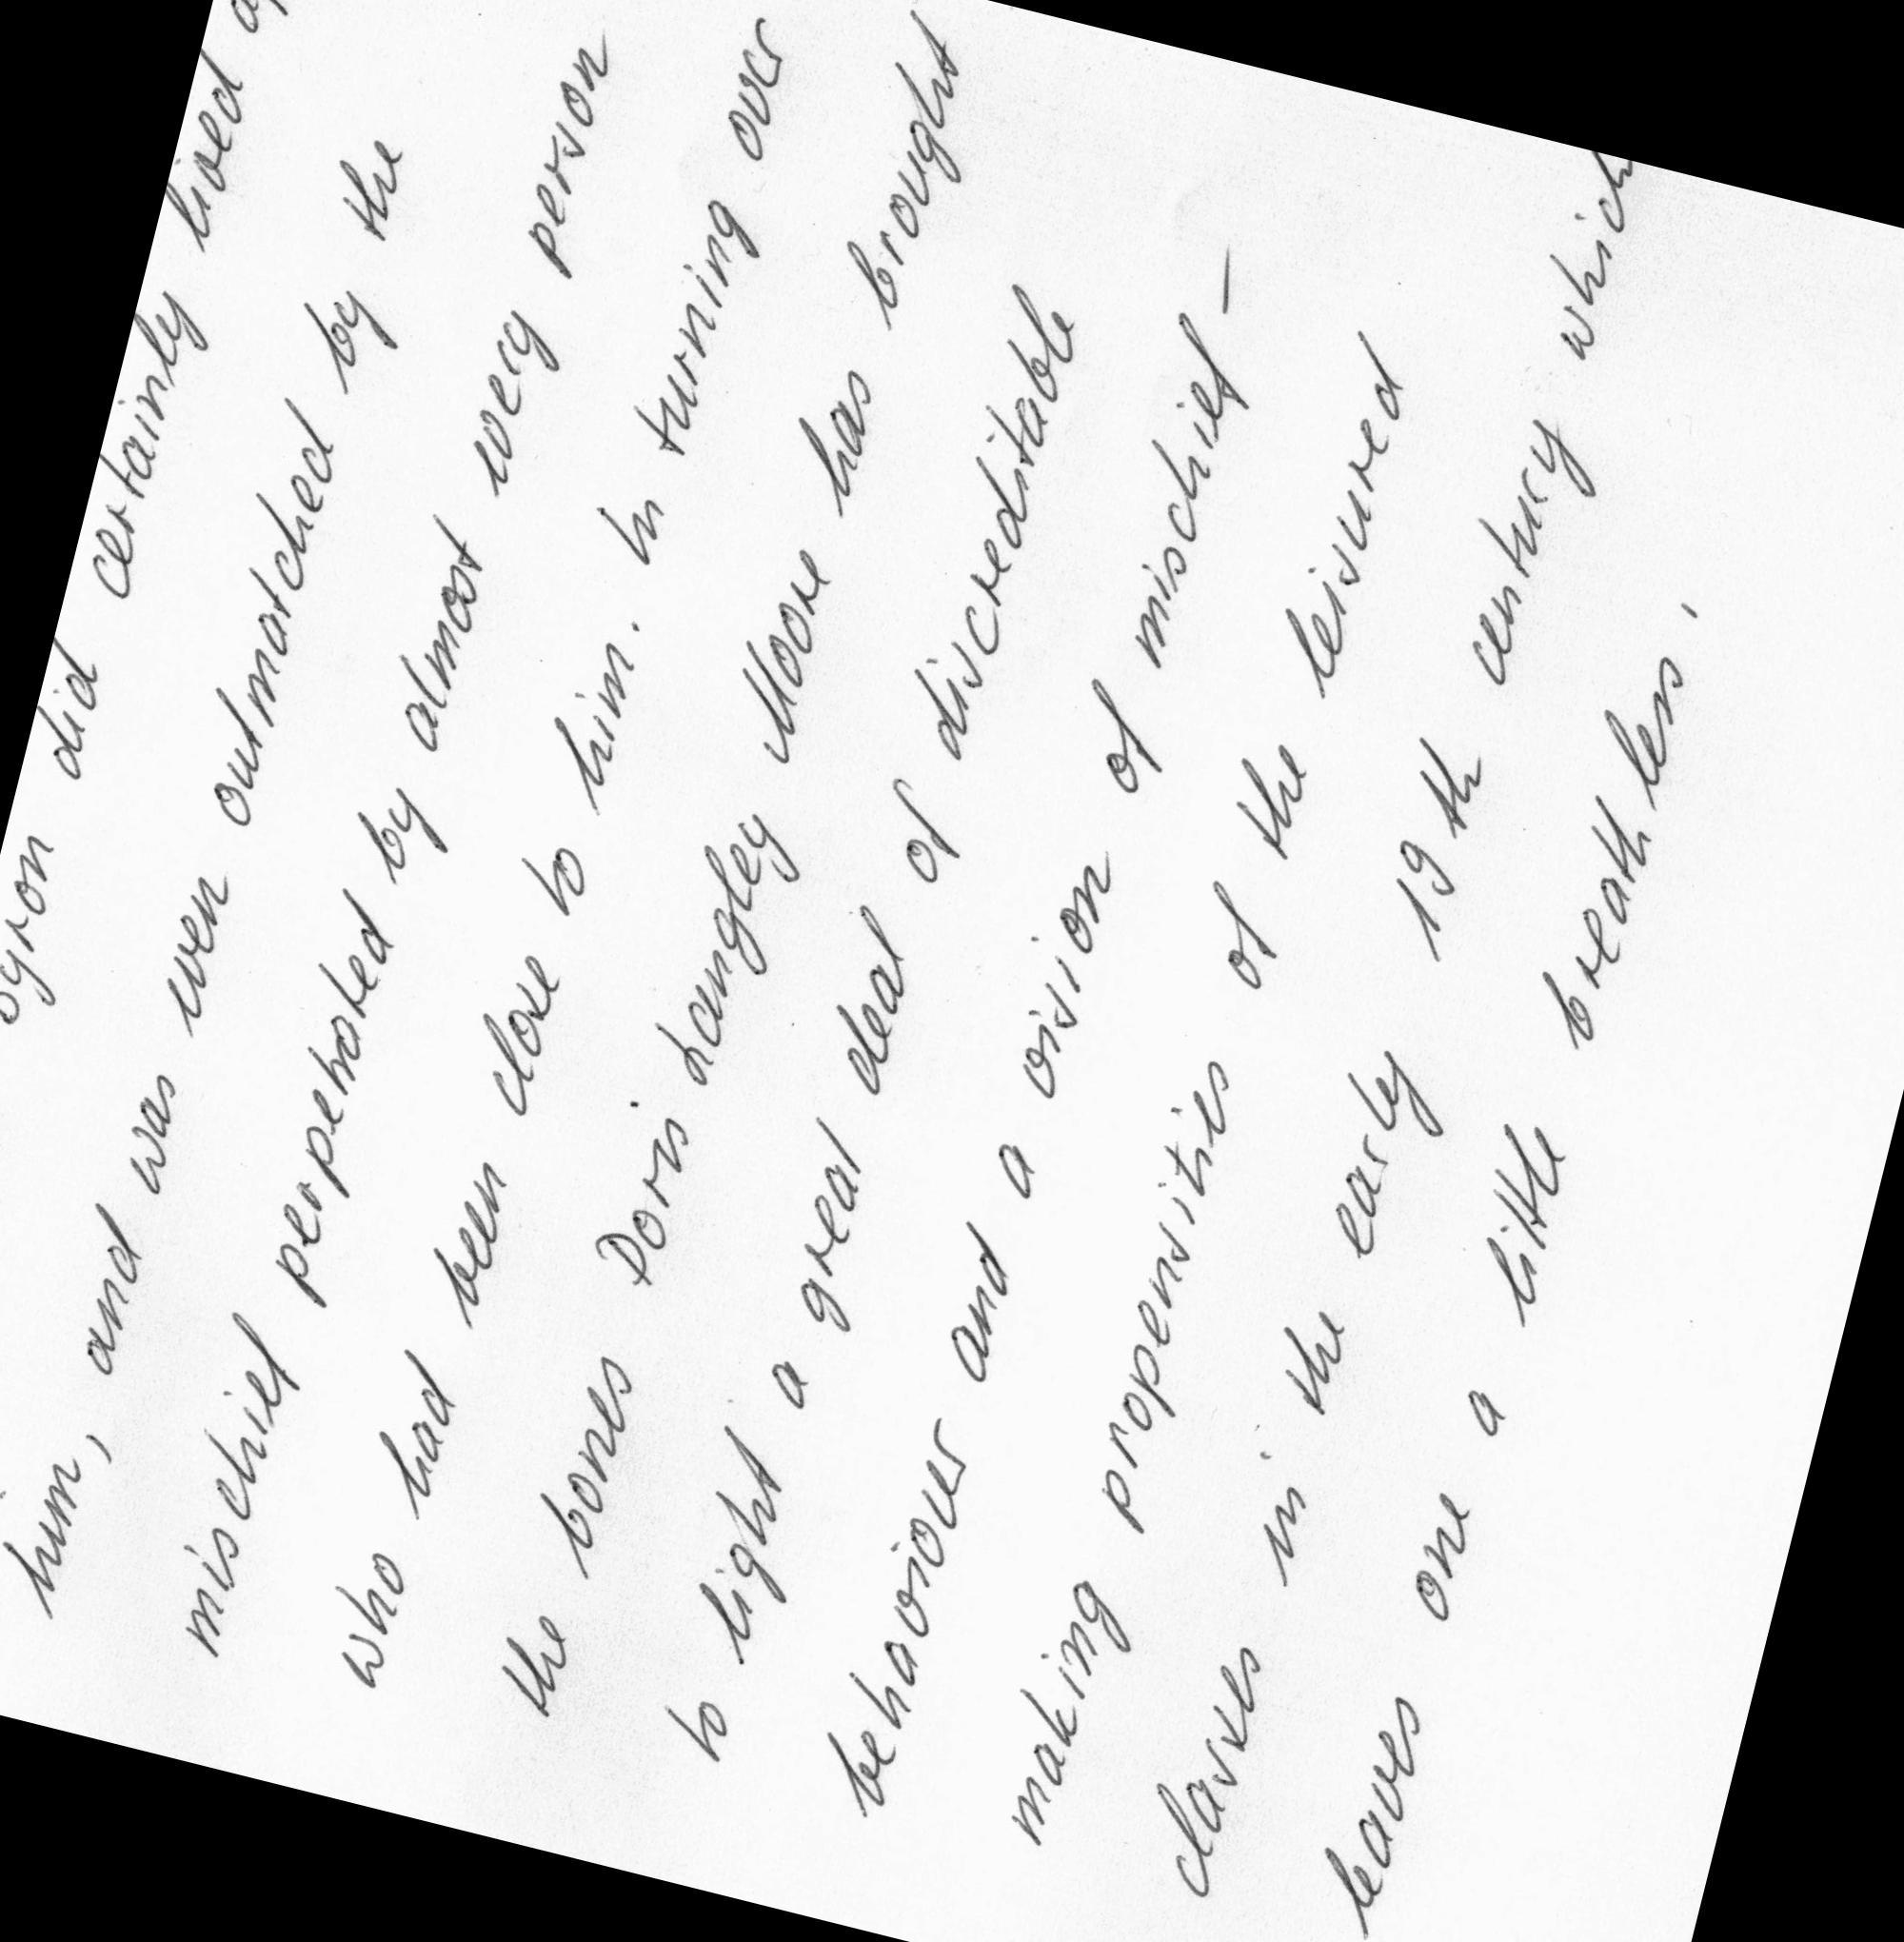 Byron did certainly lived
him, and was even outmatched by the
mischief perpetrated by almost every person
who had been close to him. In turning over
the bones Doris Langley Moore has brought
to light a great deal of discreditable
behaviour and a vision of mischief-
making propensities of the leisured
classes in the early 19th century which
leaves one a little breathless.